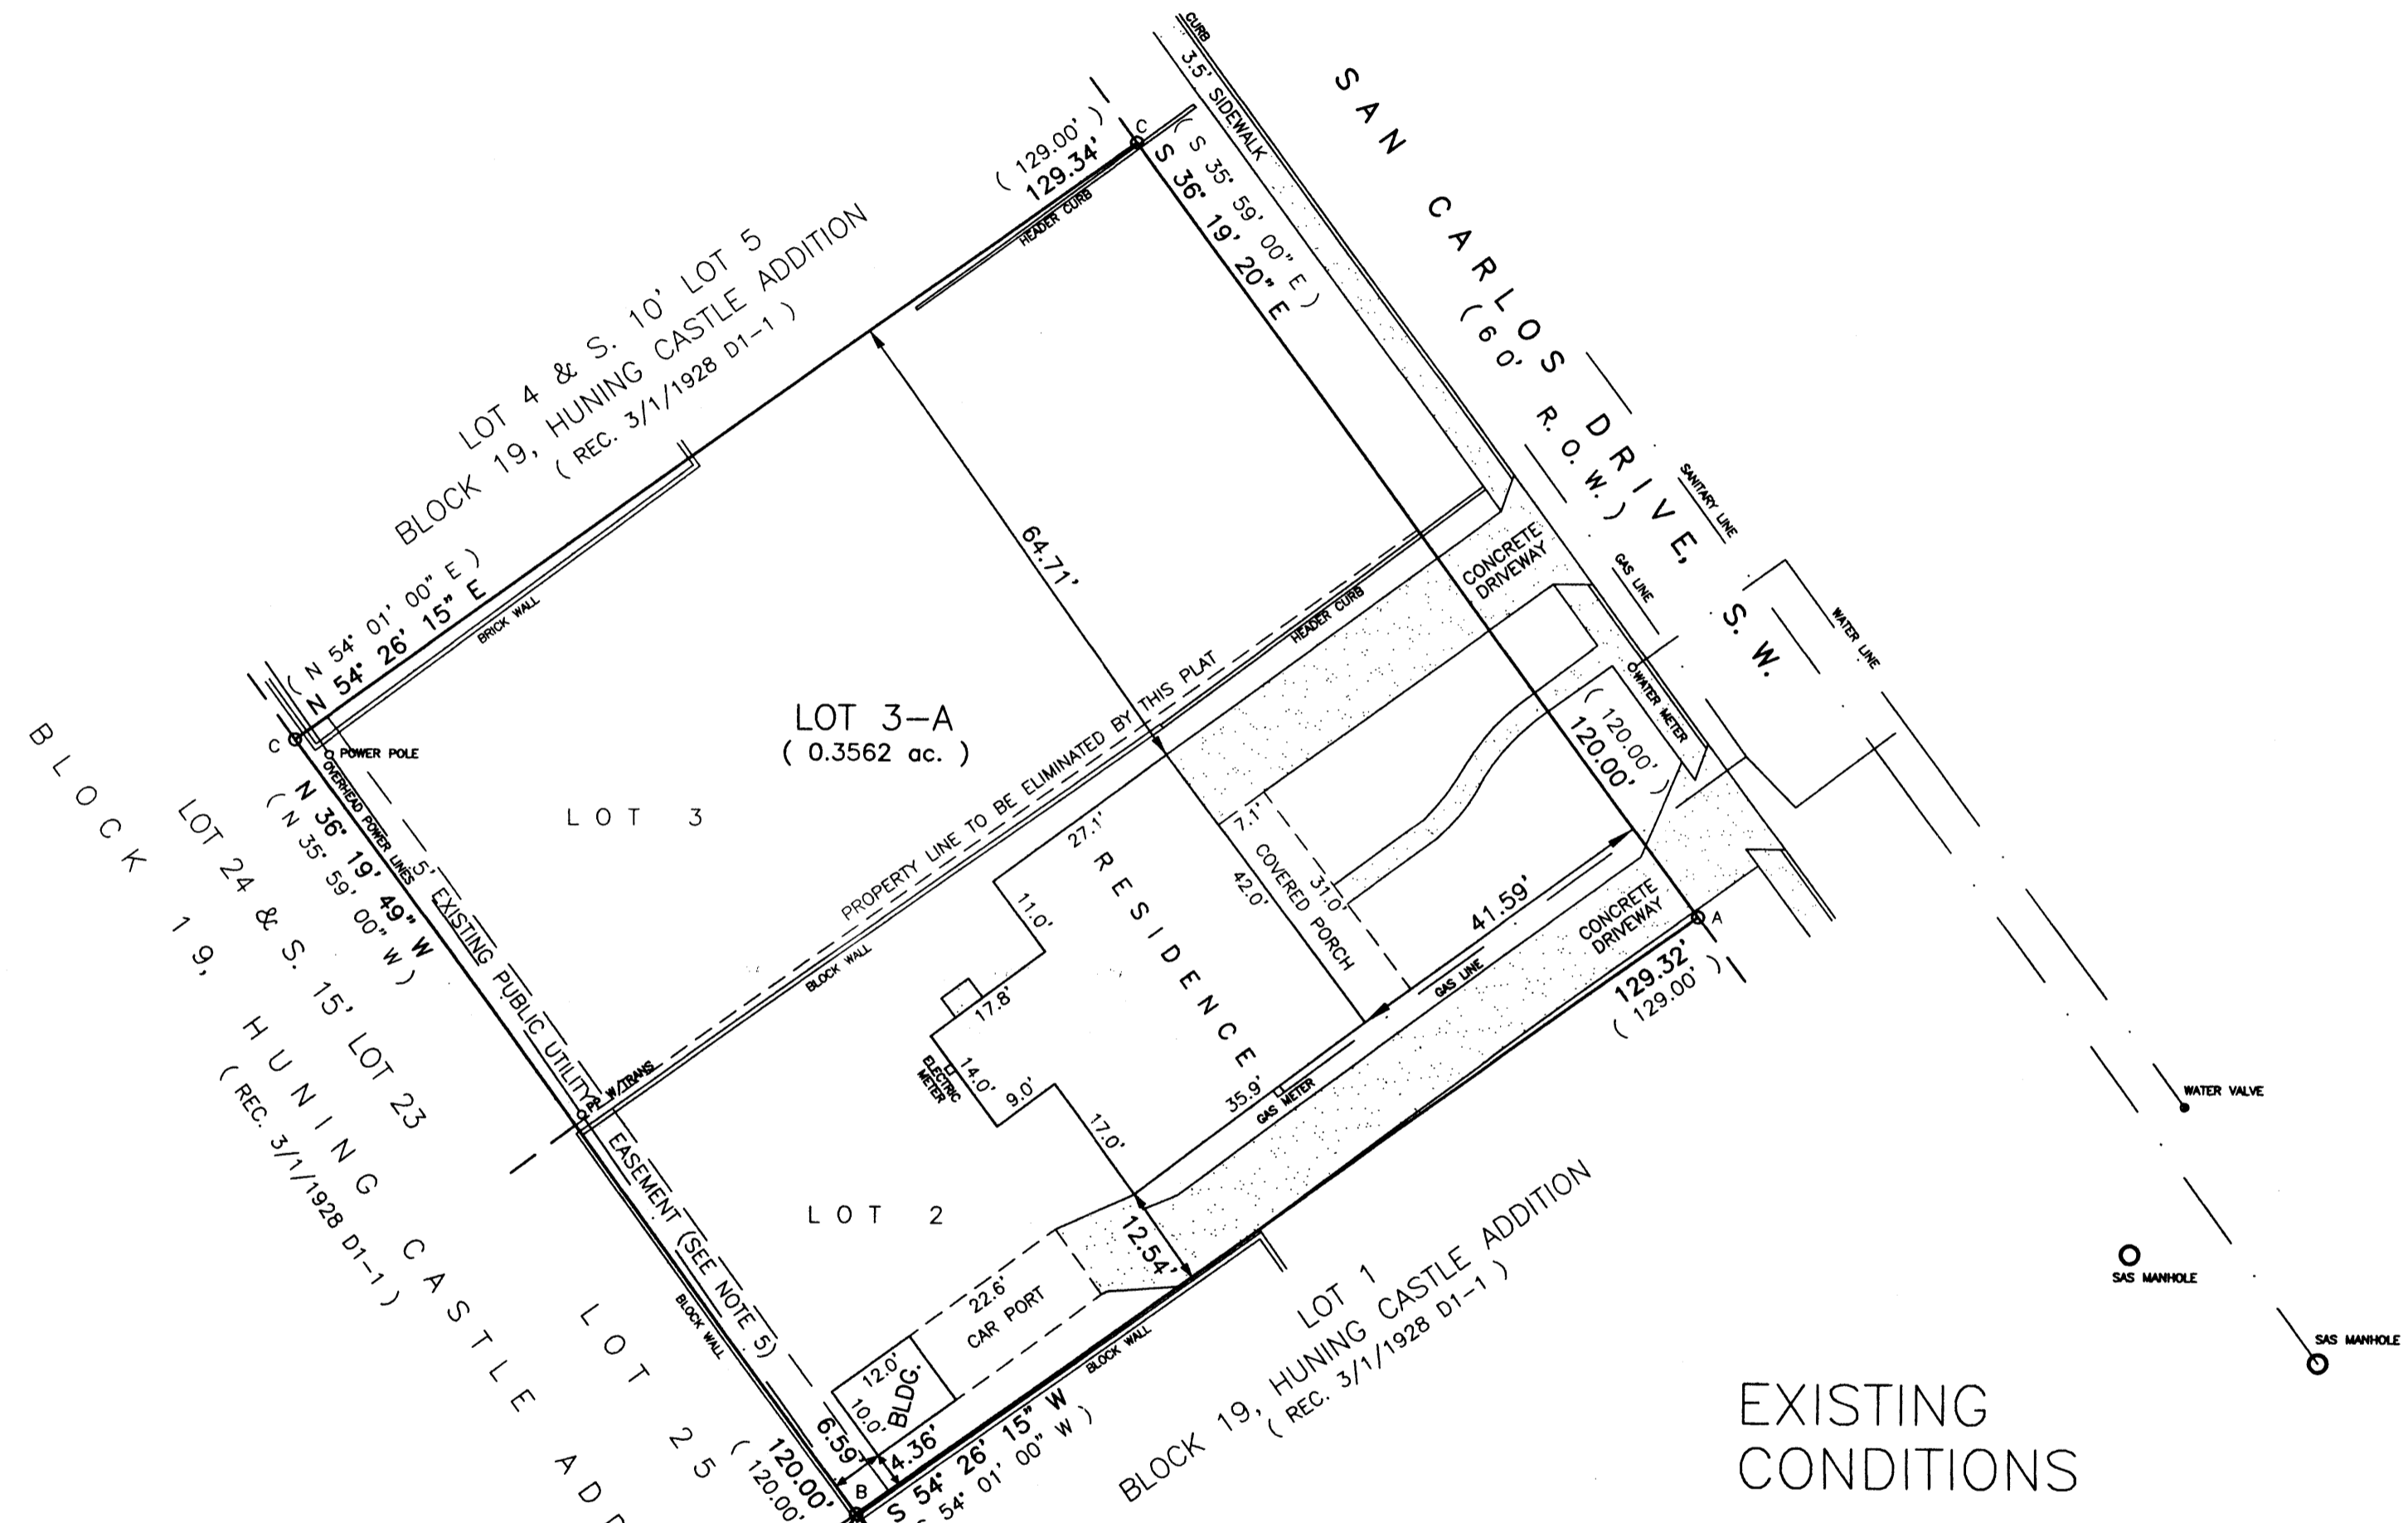 CURB
3.5' SIDEWALK
SAN CARLOS DRIVE, S. W.
( 60' R. O. W. )
( 129.00' )
129.34'
HEADER CURB
C
( S 35° 59' 00" E )
S 36° 19' 20" E
LOT 4 & S. 10' LOT 5
BLOCK 19, HUNING CASTLE ADDITION
( REC. 3/1/1928 D1-1 )
( N 54° 01' 00" E )
N 54° 26' 15" E
BRICK WALL
64.71'
SANITARY LINE
GAS LINE
WATER LINE
CONCRETE
DRIVEWAY
HEADER CURB
WATER METER
( 120.00' )
120.00'
LOT 3-A
( 0.3562 ac. )
LOT 3
PROPERTY LINE TO BE ELIMINATED BY THIS PLAT
BLOCK WALL
C
POWER POLE
OVERHEAD POWER LINES
N 36° 19' 49" W
( N 35° 59' 00" W )
5' EXISTING PUBLIC UTILITY
EASEMENT (SEE NOTE 5)
PP W/TRANS
BLOCK 19, HUNING CASTLE ADD
LOT 24 & S. 15' LOT 23
( REC. 3/1/1928 D1-1 )
LOT 25
27.1'
11.0'
RESIDENCE
7.1'
COVERED PORCH
31.0'
42.0'
41.59'
GAS LINE
CONCRETE
DRIVEWAY
A
129.32'
( 129.00' )
17.8'
ELECTRIC
METER
14.0'
9.0'
17.0'
35.9'
GAS METER
12.54'
LOT 2
22.6'
CAR PORT
12.0'
10.0'
BLDG.
6.59'
4.36'
B
BLOCK WALL
BLOCK WALL
120.00'
( 120.00'
S 54° 26' 15" W
54° 01' 00" W )
LOT 1
BLOCK 19, HUNING CASTLE ADDITION
( REC. 3/1/1928 D1-1 )
WATER VALVE
SAS MANHOLE
SAS MANHOLE
EXISTING
CONDITIONS